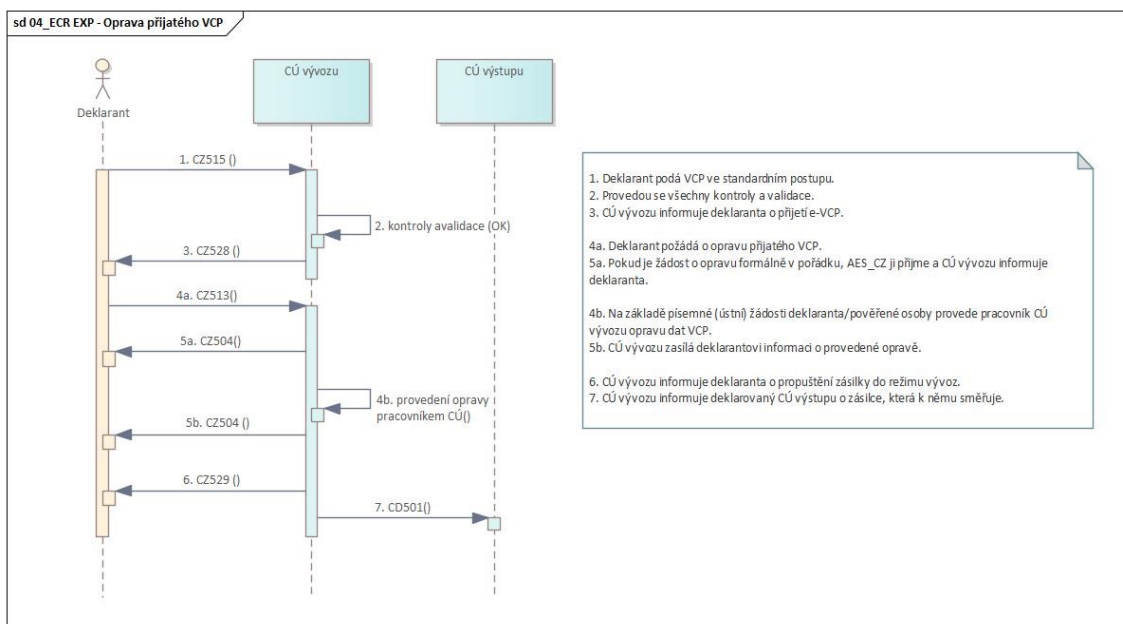 sd 04_ECR EXP - Oprava přijatého VCP
Deklarant
CÚ vývozu
CÚ výstupu
1. CZ515 ()
2. kontroly avalidace (OK)
3. CZ528 ()
4a. CZ513()
5a. CZ504()
4b. provedení opravy
pracovníkem CÚ()
5b. CZ504 ()
6. CZ529 ()
7. CD501()
1. Deklarant podá VCP ve standardním postupu.
2. Provedou se všechny kontroly a validace.
3. CÚ vývozu informuje deklaranta o přijetí e-VCP.
4a. Deklarant požádá o opravu přijatého VCP.
5a. Pokud je žádost o opravu formálně v pořádku, AES_CZ ji přijme a CÚ vývozu informuje
deklaranta.
4b. Na základě písemné (ústní) žádosti deklaranta/pověřené osoby provede pracovník CÚ
vývozu opravu dat VCP.
5b. CÚ vývozu zasílá deklarantovi informaci o provedené opravě.
6. CÚ vývozu informuje deklaranta o propuštění zásilky do režimu vývoz.
7. CÚ vývozu informuje deklarovaný CÚ výstupu o zásilce, která k němu směřuje.